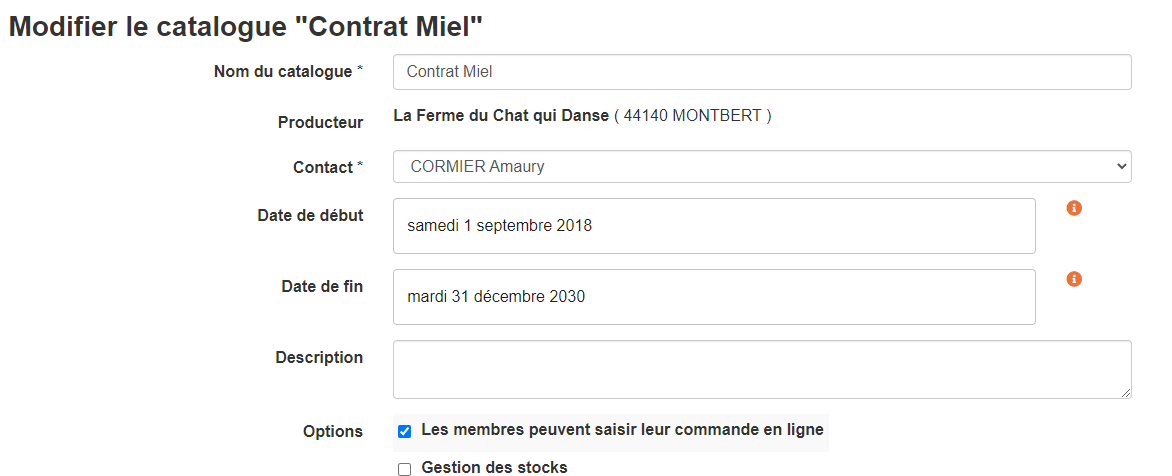 Modifier le catalogue "Contrat Miel"
Nom du catalogue * Contrat Miel
Producteur La Ferme du Chat qui Danse ( 44140 MONTBERT )
Contact * CORMIER Amaury
Date de début samedi 1 septembre 2018
Date de fin mardi 31 décembre 2030
Description
Options Les membres peuvent saisir leur commande en ligne
Gestion des stocks